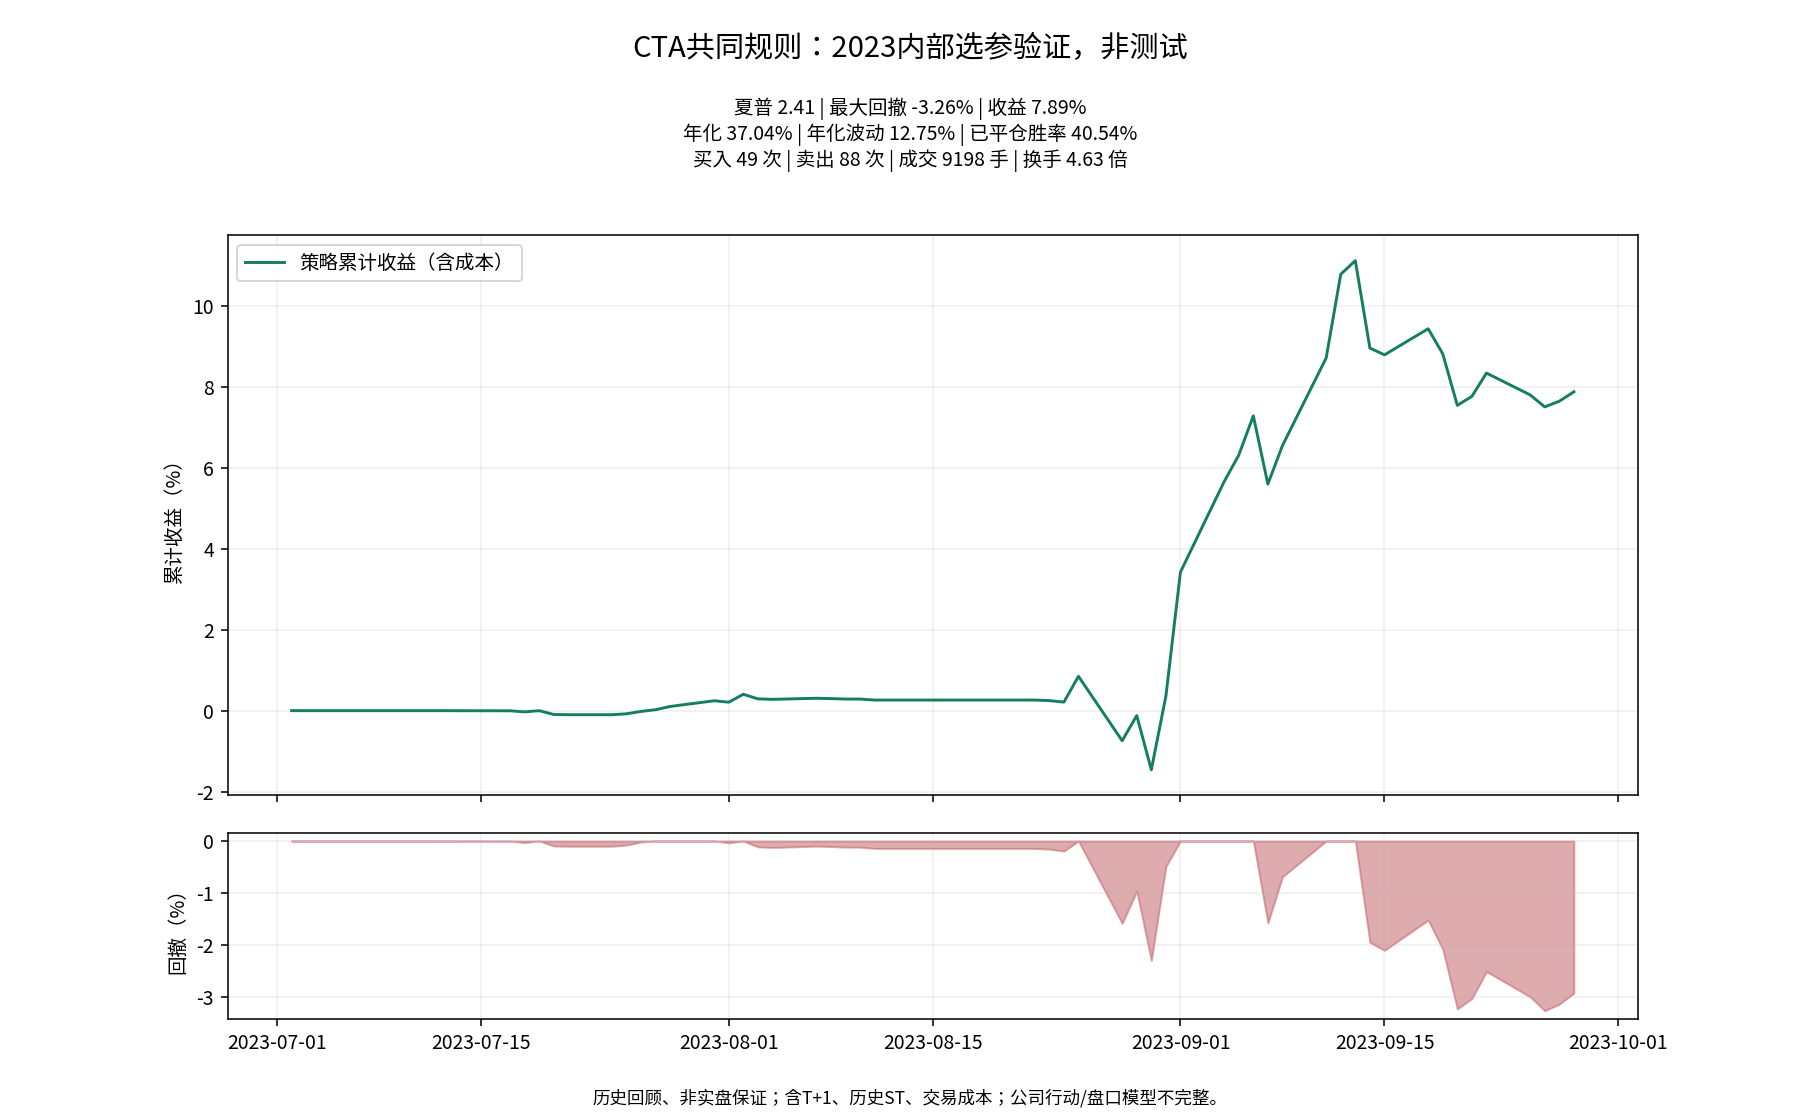 CTA共同规则：2023内部选参验证，非测试
夏普 2.41 | 最大回撤 -3.26% | 收益 7.89%
年化 37.04% | 年化波动 12.75% | 已平仓胜率 40.54%
买入 49 次 | 卖出 88 次 | 成交 9198 手 | 换手 4.63 倍
策略累计收益（含成本）
累计收益（%）
10
8
6
4
2
0
-2
回撤（%）
0
-1
-2
-3
2023-07-01
2023-07-15
2023-08-01
2023-08-15
2023-09-01
2023-09-15
2023-10-01
历史回顾、非实盘保证；含T+1、历史ST、交易成本；公司行动/盘口模型不完整。